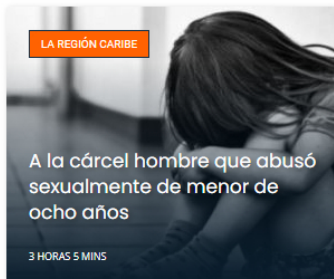 LA REGIÓN CARIBE
A la cárcel hombre que abusó
sexualmente de menor de
ocho años
3 HORAS 5 MINS